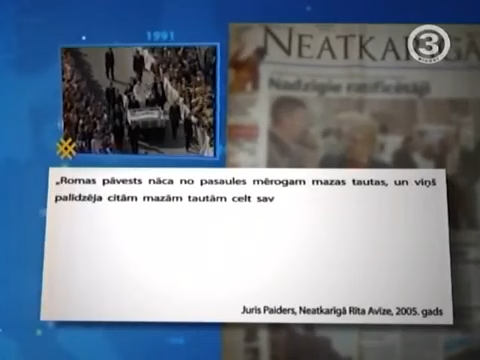 1991
3
NEATKARĪGĀ
Nadzīgie ratificētāji
„Romas pāvests nāca no pasaules mērogam mazas tautas, un viņš
palīdzēja citām mazām tautām celt sav
Juris Paiders, Neatkarīgā Rīta Avīze, 2005. gads